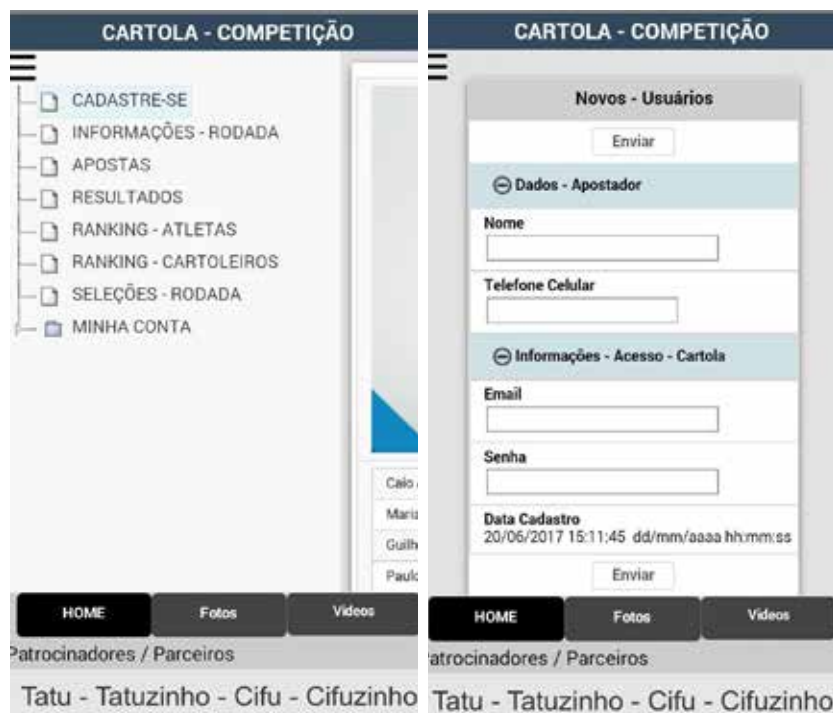 CARTOLA - COMPETIÇÃO
CADASTRE-SE
INFORMAÇÕES - RODADA
APOSTAS
RESULTADOS
RANKING - ATLETAS
RANKING - CARTOLEIROS
SELEÇÕES - RODADA
MINHA CONTA
Caio
Maria
Guilh
Paulo
HOME Fotos Videos
Patrocinadores / Parceiros
Tatu - Tatuzinho - Cifu - Cifuzinho
CARTOLA - COMPETIÇÃO
Novos - Usuários
Enviar
Dados - Apostador
Nome
Telefone Celular
Informações - Acesso - Cartola
Email
Senha
Data Cadastro
20/06/2017 15:11:45 dd/mm/aaaa hh:mm:ss
Enviar
HOME Fotos Videos
atrocinadores / Parceiros
Tatu - Tatuzinho - Cifu - Cifuzinho